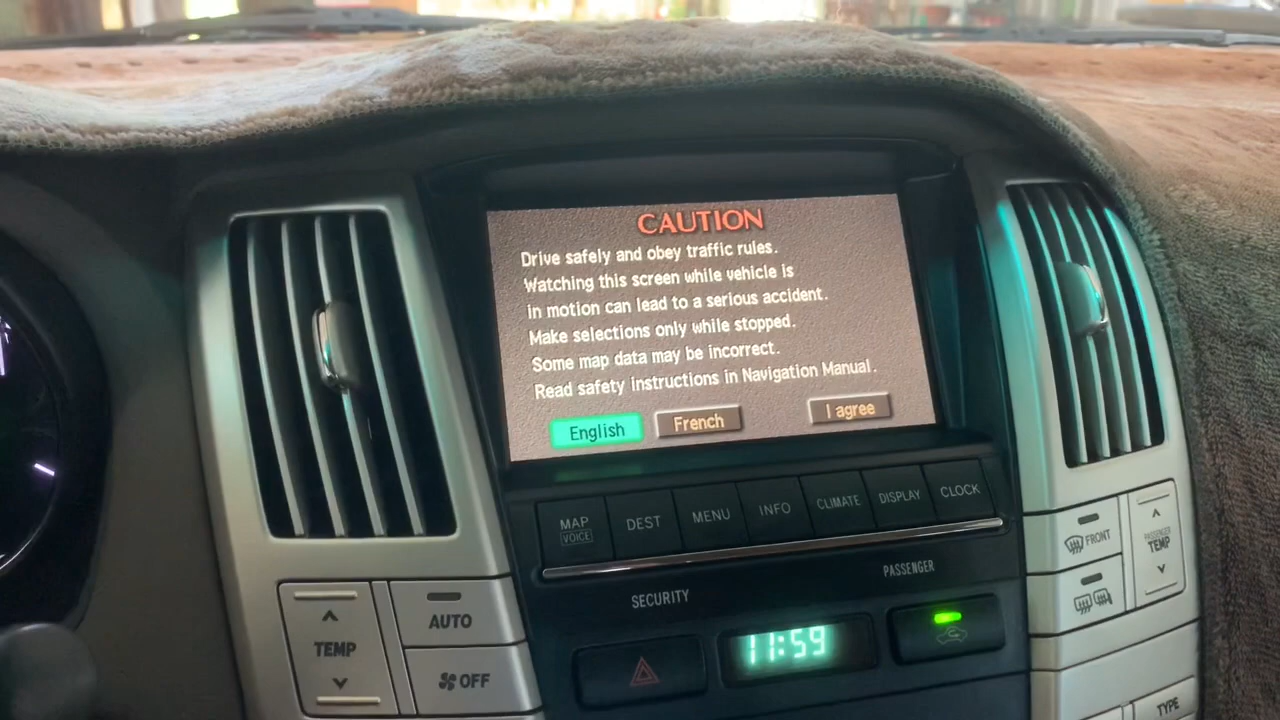 CAUTION
Drive safely and obey traffic rules.
Watching this screen while vehicle is
in motion can lead to a serious accident.
Make selections only while stopped.
Some map data may be incorrect.
Read safety instructions in Navigation Manual.
English French I agree
MAP DEST MENU INFO CLIMATE DISPLAY CLOCK
VOICE
FRONT
PASSENGER
TEMP
SECURITY PASSENGER
11:59
AUTO
TEMP
OFF
TYPE